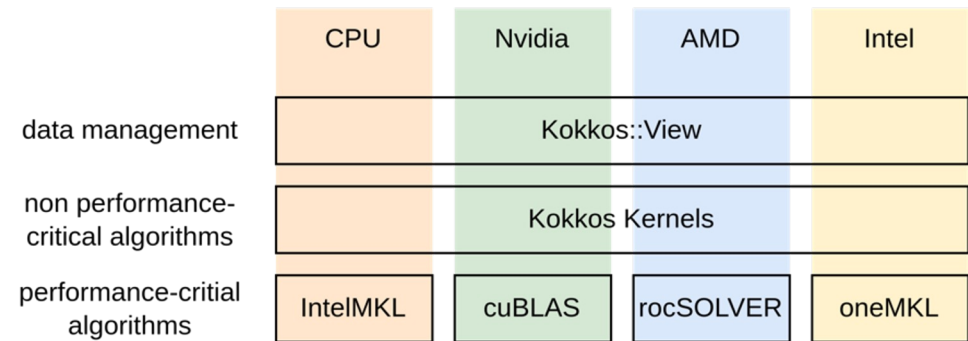 CPU Nvidia AMD Intel
data management Kokkos::View
non performance-
critical algorithms Kokkos Kernels
performance-critial
algorithms IntelMKL cuBLAS rocSOLVER oneMKL